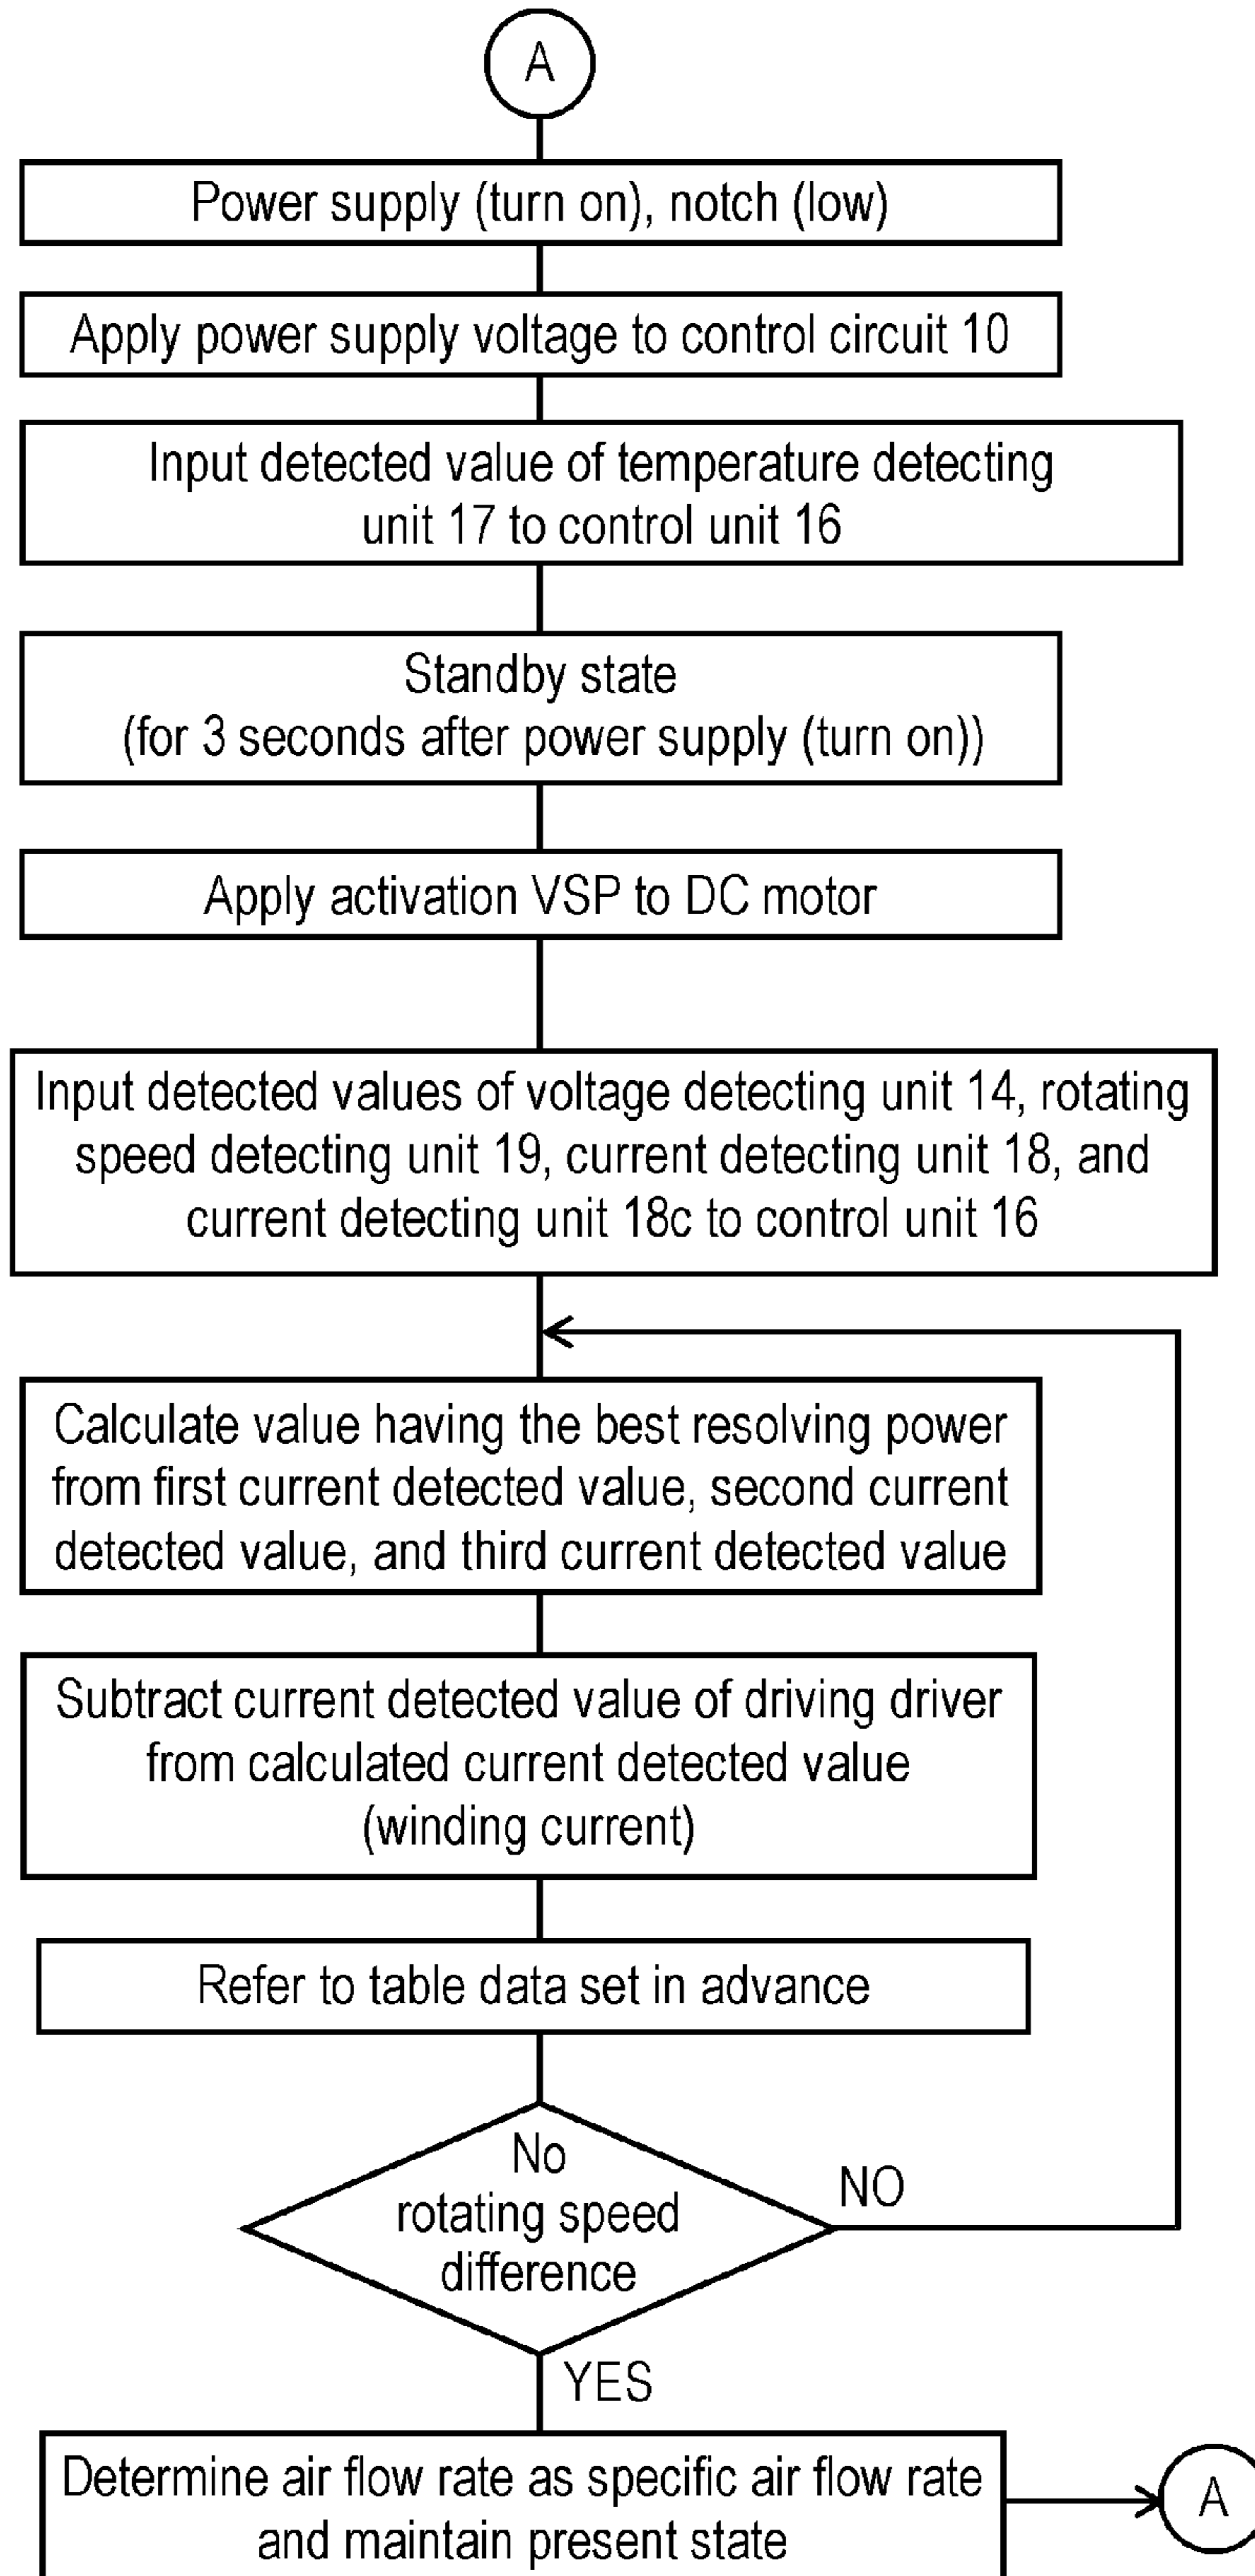 A
Power supply (turn on), notch (low)
Apply power supply voltage to control circuit 10
Input detected value of temperature detecting
unit 17 to control unit 16
Standby state
(for 3 seconds after power supply (turn on))
Apply activation VSP to DC motor
Input detected values of voltage detecting unit 14, rotating
speed detecting unit 19, current detecting unit 18, and
current detecting unit 18c to control unit 16
Calculate value having the best resolving power
from first current detected value, second current
detected value, and third current detected value
Subtract current detected value of driving driver
from calculated current detected value
(winding current)
Refer to table data set in advance
No
rotating speed
difference
NO
YES
Determine air flow rate as specific air flow rate
and maintain present state
A